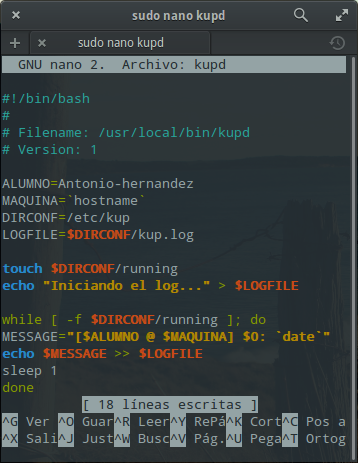 sudo nano kupd
sudo nano kupd
GNU nano 2. Archivo: kupd
#!/bin/bash
#
# Filename: /usr/local/bin/kupd
# Version: 1
ALUMNO=Antonio-hernandez
MAQUINA=`hostname`
DIRCONF=/etc/kup
LOGFILE=$DIRCONF/kup.log
touch $DIRCONF/running
echo "Iniciando el log..." > $LOGFILE
while [ -f $DIRCONF/running ]; do
MESSAGE="[$ALUMNO @ $MAQUINA] $O: `date`"
echo $MESSAGE >> $LOGFILE
sleep 1
done
[ 18 líneas escritas ]
^G Ver ^O Guar^R Leer^Y RePá^K Cort^C Pos a
^X Sali^J Just^W Busc^V Pág.^U Pega^T Ortog